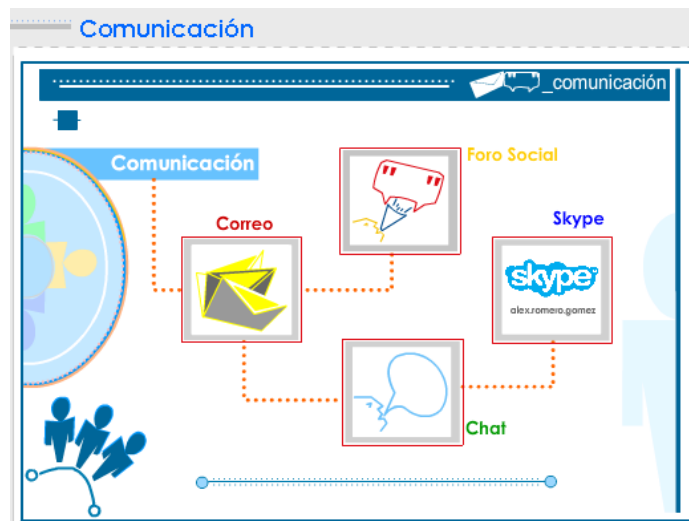 Comunicación
_comunicación
Comunicación
Foro Social
Correo
Skype
skype
alex.romero.gomez
Chat